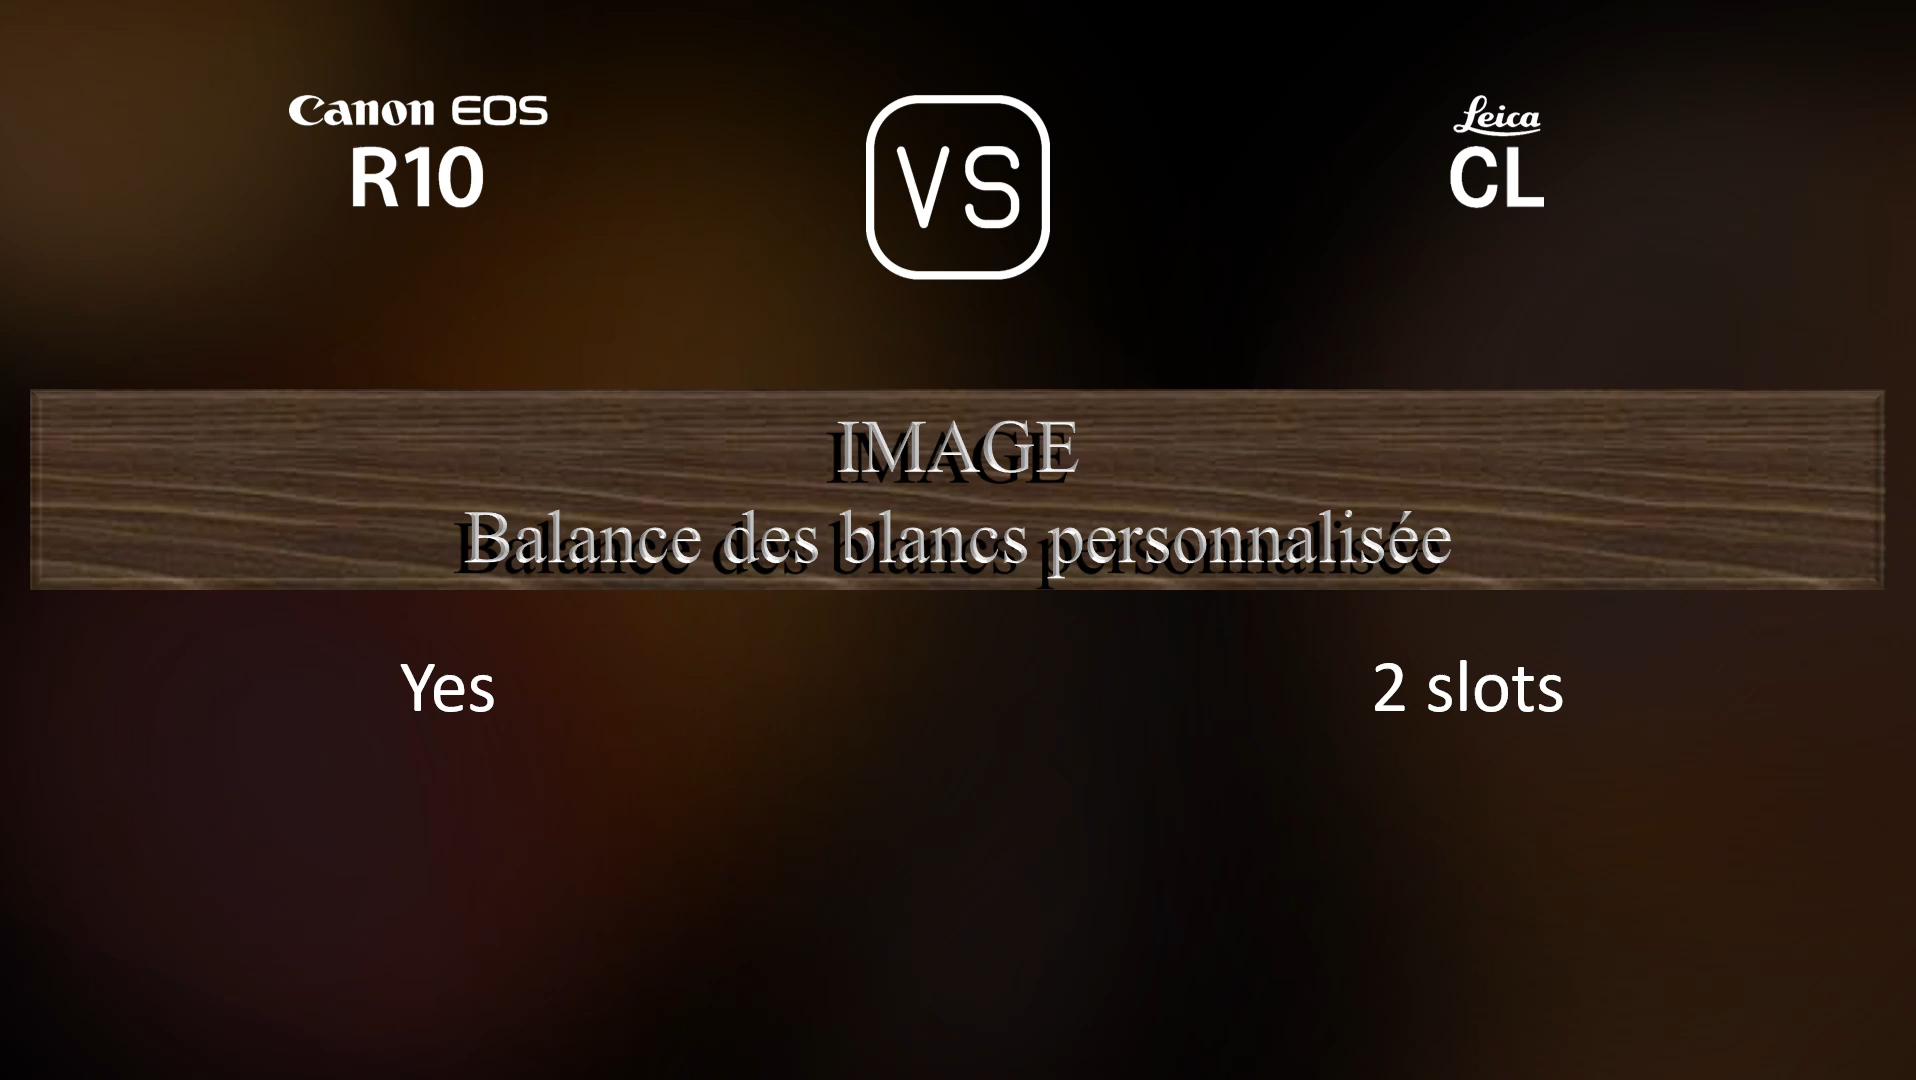 Canon EOS
R10
VS
Leica
CL
IMAGE
Balance des blancs personnalisée
Yes
2 slots